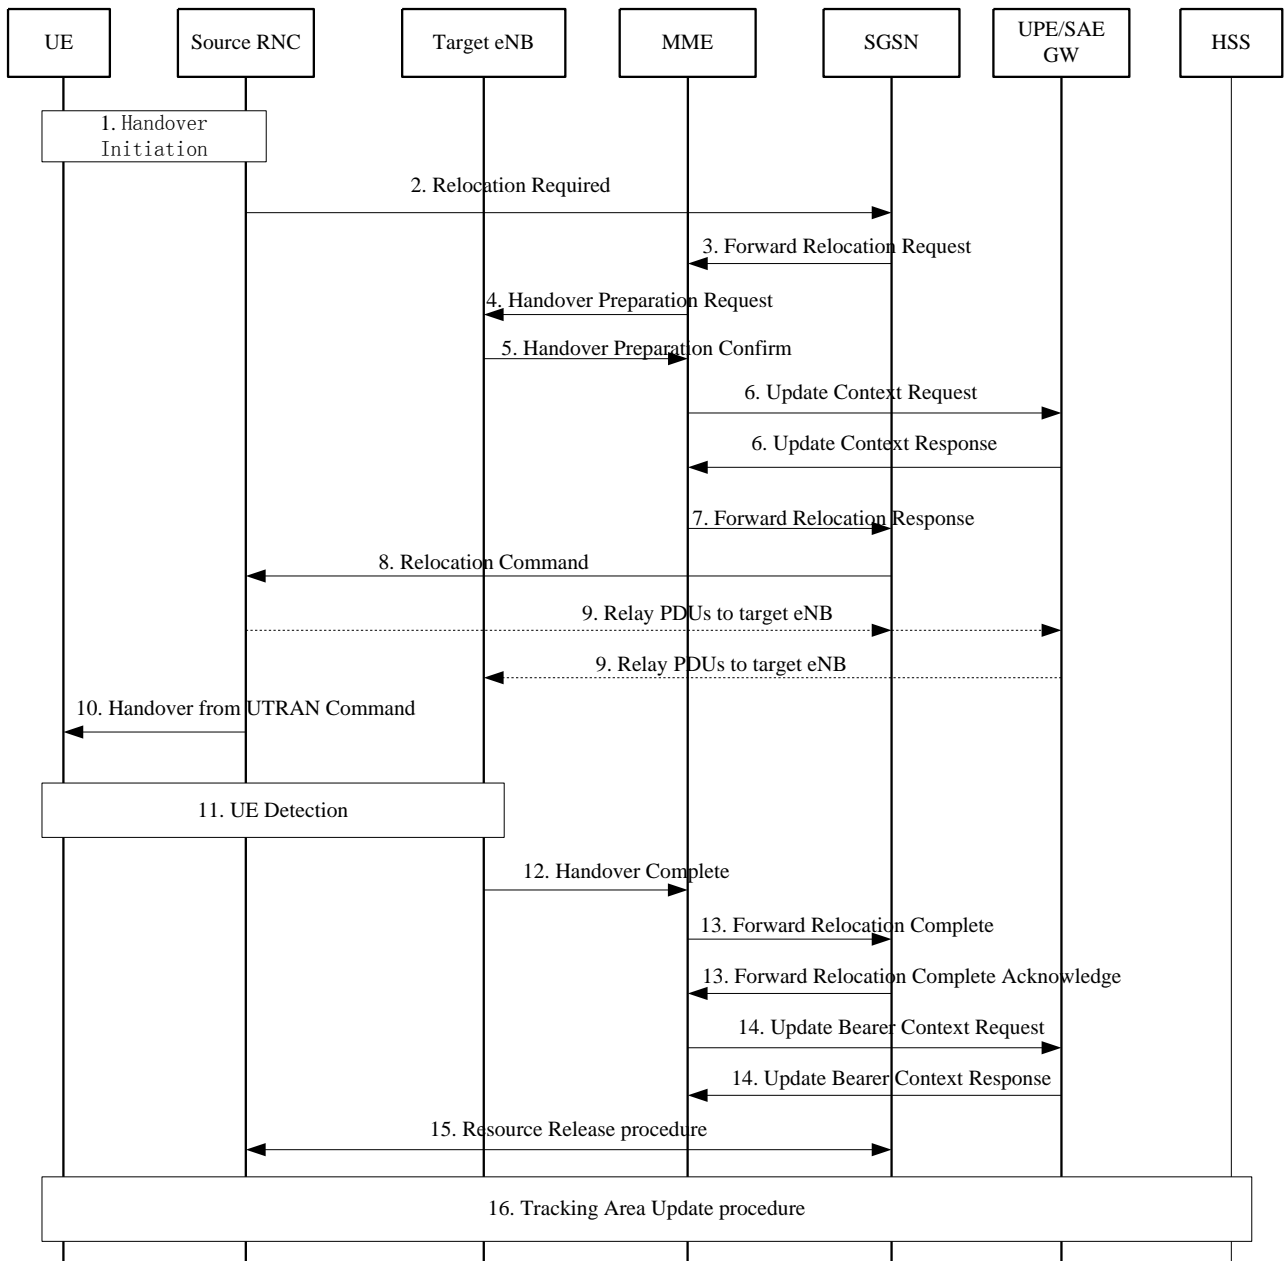 UE
Source RNC
Target eNB
MME
SGSN
UPE/SAE
GW
HSS
1. Handover
Initiation
2. Relocation Required
3. Forward Relocation Request
4. Handover Preparation Request
5. Handover Preparation Confirm
6. Update Context Request
6. Update Context Response
7. Forward Relocation Response
8. Relocation Command
9. Relay PDUs to target eNB
9. Relay PDUs to target eNB
10. Handover from UTRAN Command
11. UE Detection
12. Handover Complete
13. Forward Relocation Complete
13. Forward Relocation Complete Acknowledge
14. Update Bearer Context Request
14. Update Bearer Context Response
15. Resource Release procedure
16. Tracking Area Update procedure